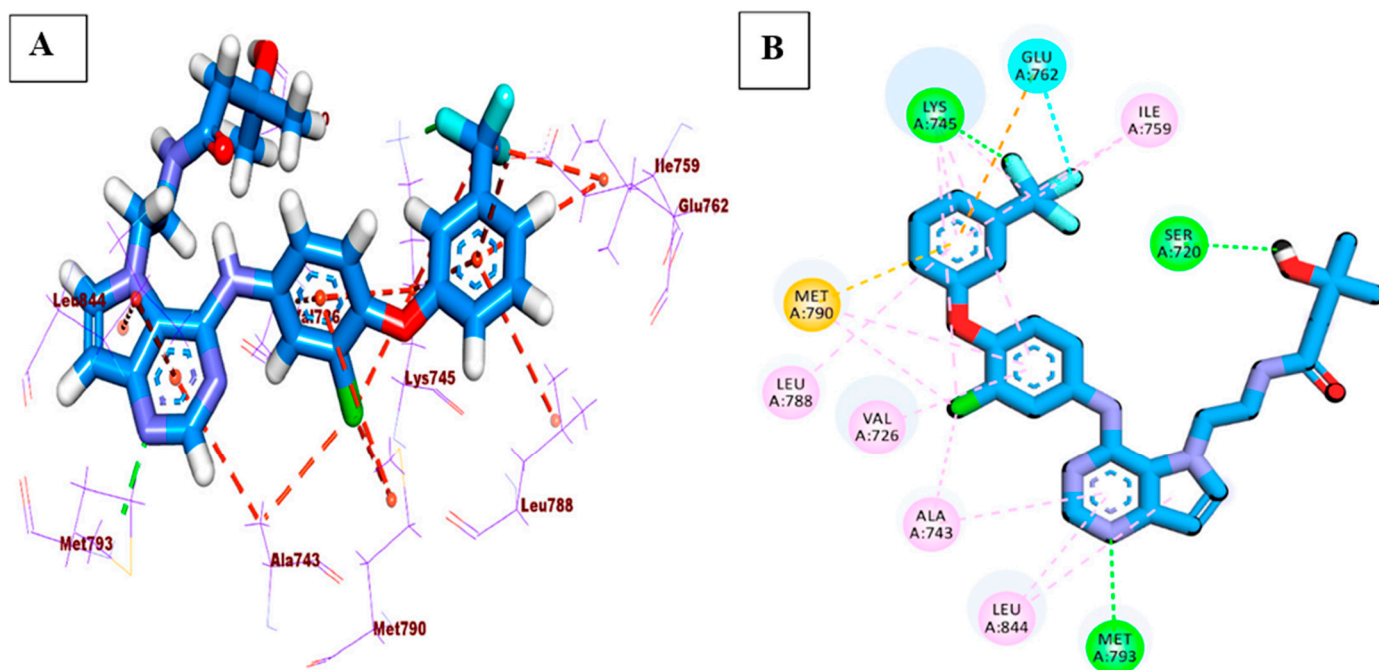 A
Ile759
Glu762
Leu844
Lys745
Leu788
Met793
Ala743
Met790
B
GLU
A:762
LYS
A:745
ILE
A:759
SER
A:720
MET
A:790
LEU
A:788
VAL
A:726
ALA
A:743
LEU
A:844
MET
A:793